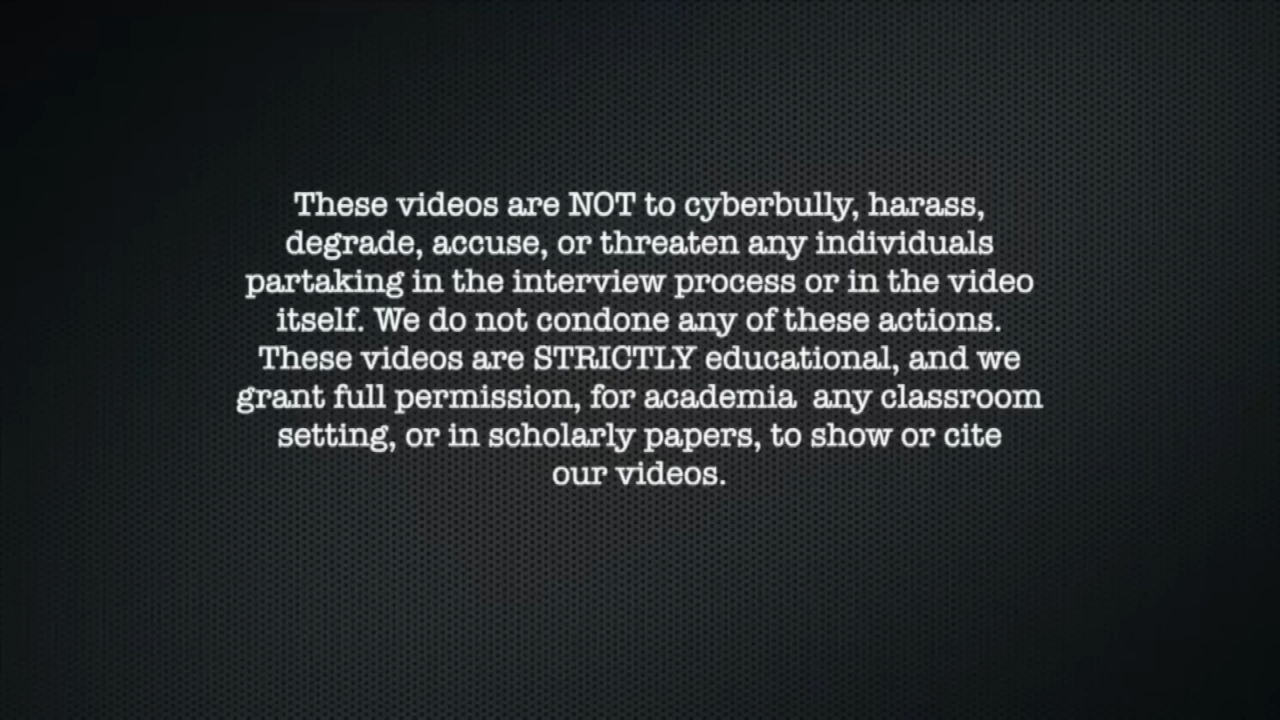 These videos are NOT to cyberbully, harass,
degrade, accuse, or threaten any individuals
partaking in the interview process or in the video
itself. We do not condone any of these actions.
These videos are STRICTLY educational, and we
grant full permission, for academia  any classroom
setting, or in scholarly papers, to show or cite
our videos.